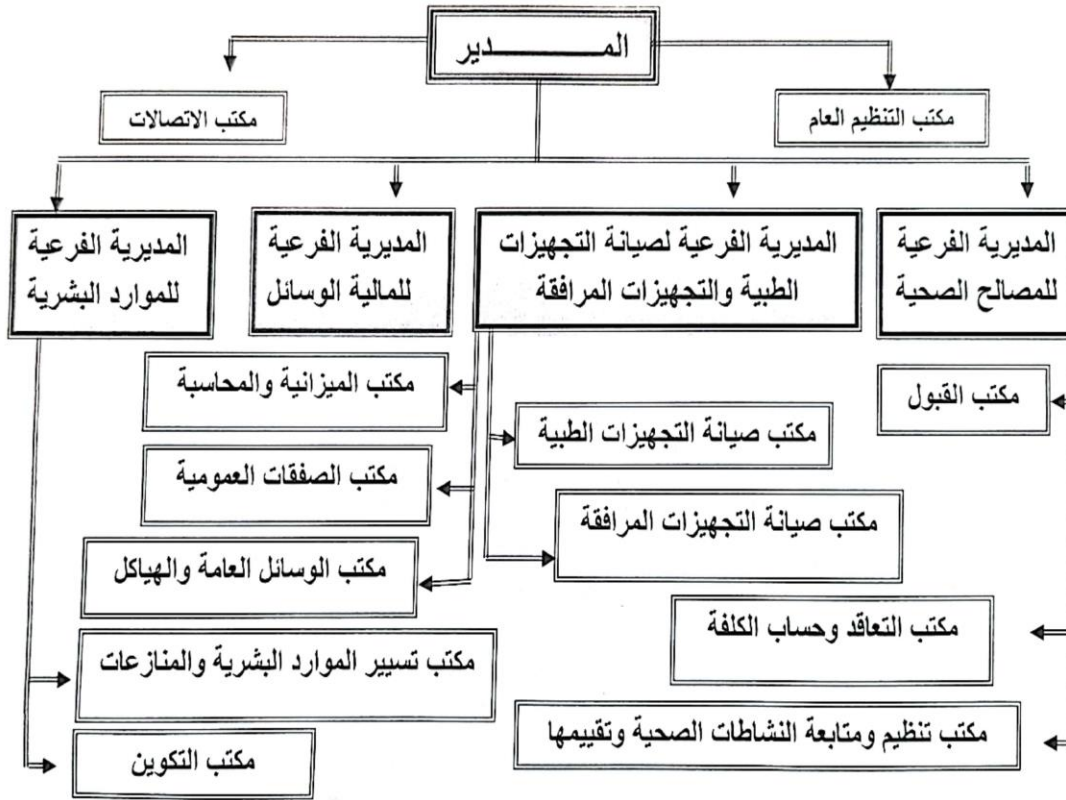 المـــــــــدير
مكتب التنظيم العام
مكتب الاتصالات
المديرية الفرعية
للمصالح الصحية
المديرية الفرعية لصيانة التجهيزات
الطبية والتجهيزات المرافقة
المديرية الفرعية
للمالية الوسائل
المديرية الفرعية
للموارد البشرية
مكتب القبول
مكتب الميزانية والمحاسبة
مكتب صيانة التجهيزات الطبية
مكتب الصفقات العمومية
مكتب صيانة التجهيزات المرافقة
مكتب الوسائل العامة والهياكل
مكتب التعاقد وحساب الكلفة
مكتب تسيير الموارد البشرية والمنازعات
مكتب تنظيم ومتابعة النشاطات الصحية وتقييمها
مكتب التكوين